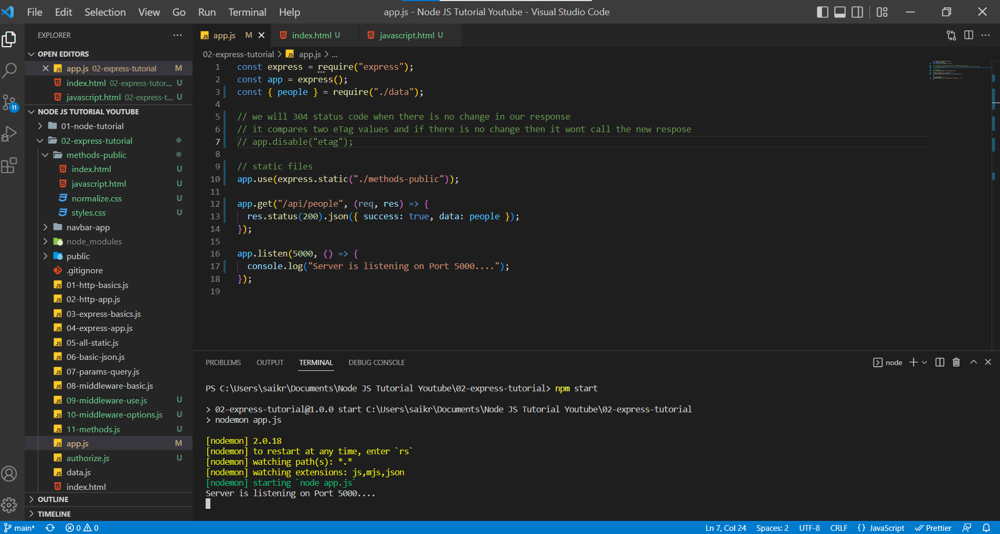 File Edit Selection View Go Run Terminal Help
app.js - Node JS Tutorial Youtube - Visual Studio Code
EXPLORER
OPEN EDITORS
app.js 02-express-tutorial M
index.html 02-express-tutor... U
javascript.html 02-express-t... U
11
NODE JS TUTORIAL YOUTUBE
01-node-tutorial
02-express-tutorial
methods-public
index.html U
javascript.html U
normalize.css U
styles.css U
navbar-app
node_modules
public
.gitignore
01-http-basics.js
02-http-app.js
03-express-basics.js
04-express-app.js
05-all-static.js
06-basic-json.js
07-params-query.js
08-middleware-basic.js
09-middleware-use.js U
10-middleware-options.js U
11-methods.js U
app.js M
authorize.js U
data.js
index.html
OUTLINE
TIMELINE
app.js M
index.html U
javascript.html U
02-express-tutorial > app.js > ...
1 const express = require("express");
2 const app = express();
3 const { people } = require("./data");
4
5 // we will 304 status code when there is no change in our response
6 // it compares two eTag values and if there is no change then it wont call the new respose
7 // app.disable("etag");
8
9 // static files
10 app.use(express.static("./methods-public"));
11
12 app.get("/api/people", (req, res) => {
13 res.status(200).json({ success: true, data: people });
14 });
15
16 app.listen(5000, () => {
17 console.log("Server is listening on Port 5000....");
18 });
19
PROBLEMS OUTPUT TERMINAL DEBUG CONSOLE
node
PS C:\Users\saikr\Documents\Node JS Tutorial Youtube\02-express-tutorial> npm start
> 02-express-tutorial@1.0.0 start C:\Users\saikr\Documents\Node JS Tutorial Youtube\02-express-tutorial
> nodemon app.js
[nodemon] 2.0.18
[nodemon] to restart at any time, enter `rs`
[nodemon] watching path(s): *.*
[nodemon] watching extensions: js,mjs,json
[nodemon] starting `node app.js`
Server is listening on Port 5000....
main* 0 0
Ln 7, Col 24 Spaces: 2 UTF-8 CRLF {} JavaScript Prettier